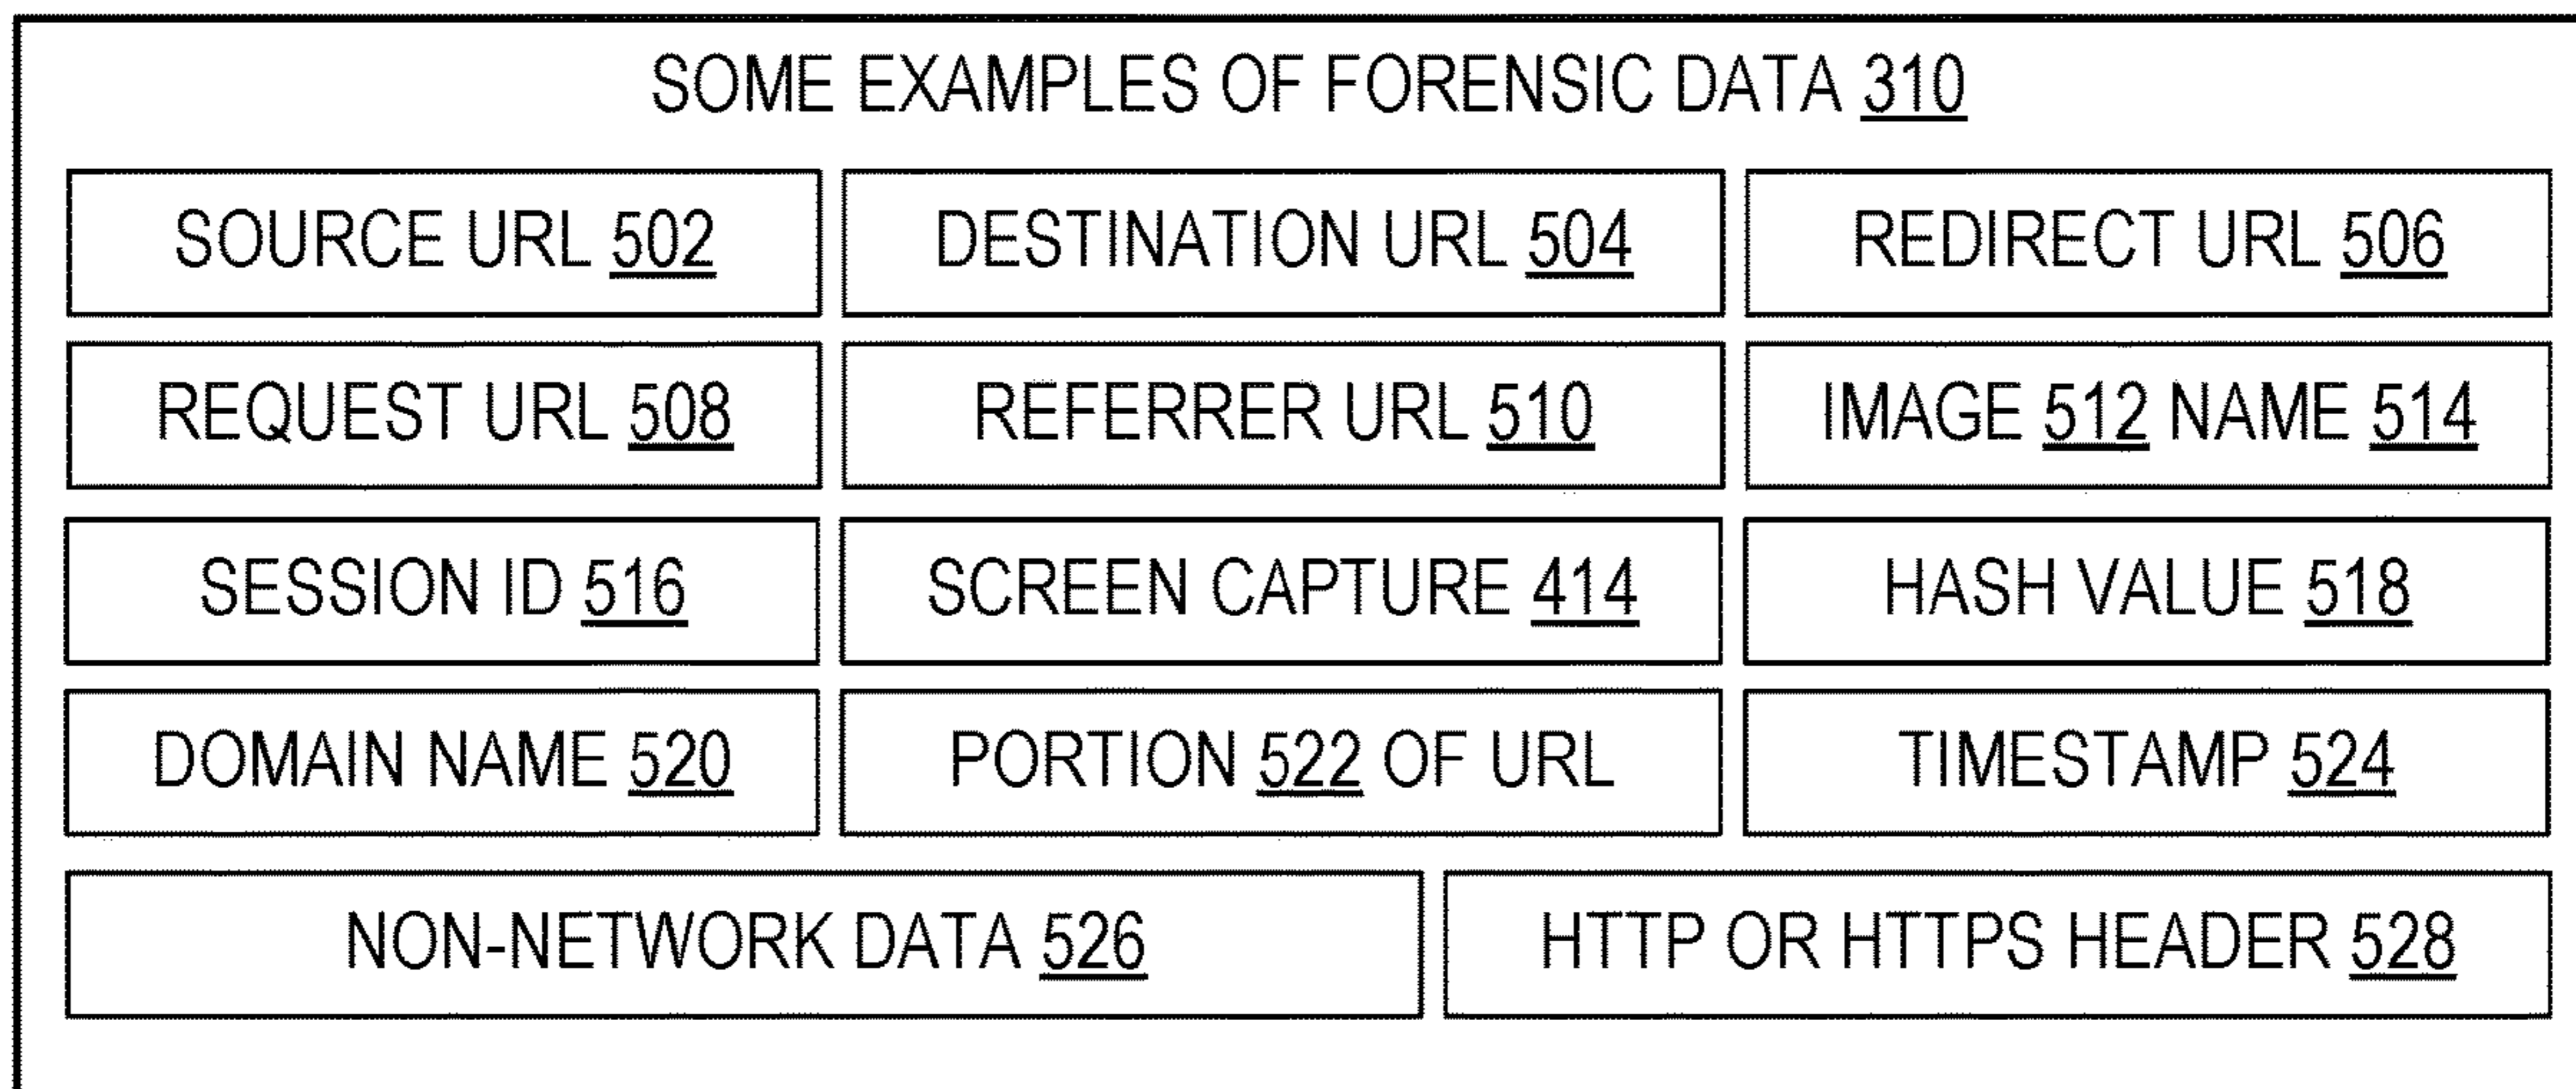 SOME EXAMPLES OF FORENSIC DATA 310
SOURCE URL 502
DESTINATION URL 504
REDIRECT URL 506
REQUEST URL 508
REFERRER URL 510
IMAGE 512 NAME 514
SESSION ID 516
SCREEN CAPTURE 414
HASH VALUE 518
DOMAIN NAME 520
PORTION 522 OF URL
TIMESTAMP 524
NON-NETWORK DATA 526
HTTP OR HTTPS HEADER 528